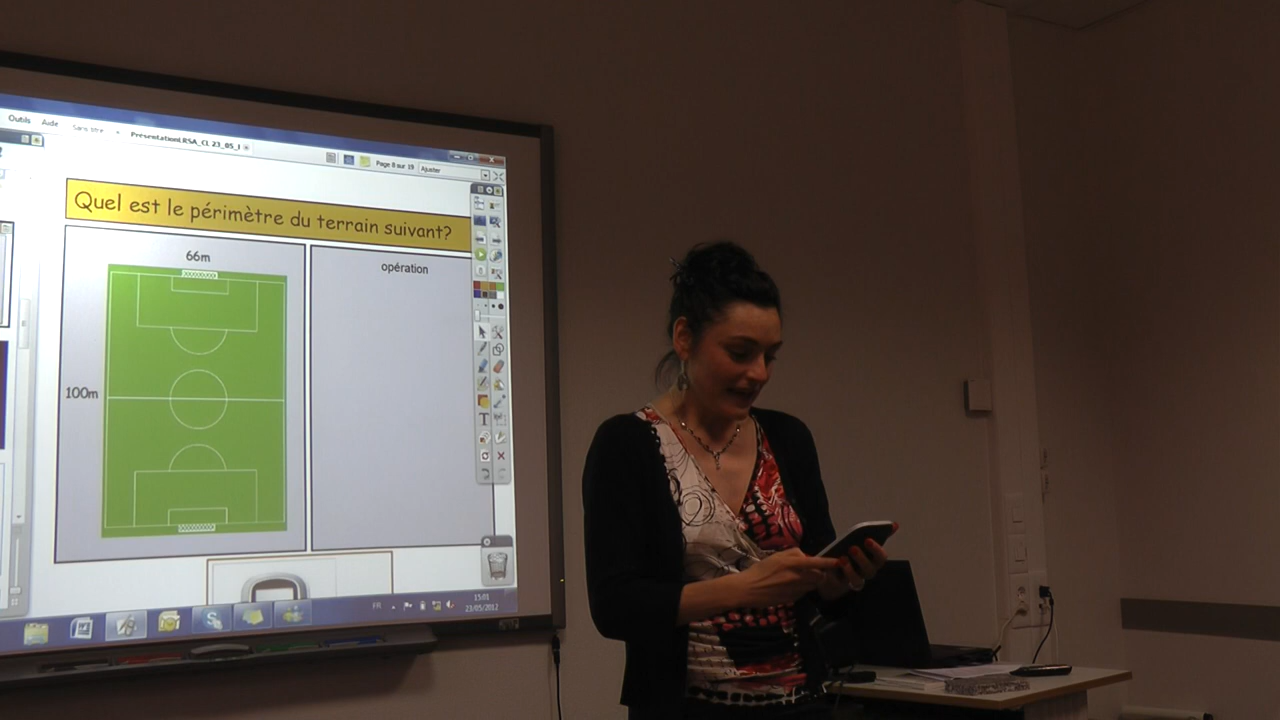 Outils Aide Sans titre PrésentationLRSA_CL 23_05_1
Page 8 sur 19 Ajuster
Quel est le périmètre du terrain suivant?
66m
opération
100m
T
FR
15:01
23/05/2012